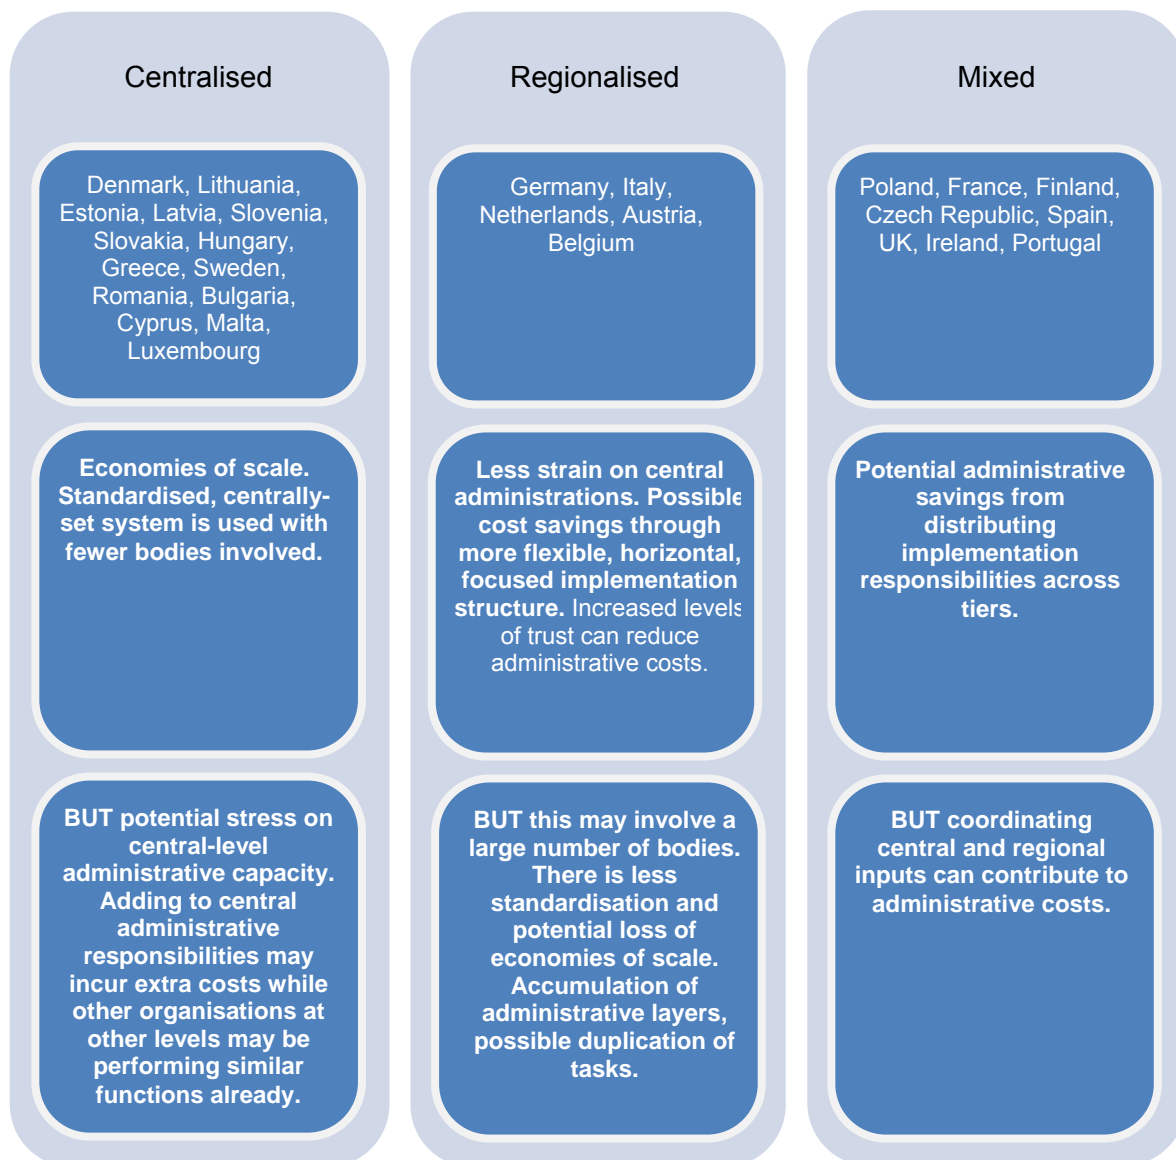 Centralised
Denmark, Lithuania,
Estonia, Latvia, Slovenia,
Slovakia, Hungary,
Greece, Sweden,
Romania, Bulgaria,
Cyprus, Malta,
Luxembourg
Economies of scale.
Standardised, centrally-
set system is used with
fewer bodies involved.
BUT potential stress on
central-level
administrative capacity.
Adding to central
administrative
responsibilities may
incur extra costs while
other organisations at
other levels may be
performing similar
functions already.
Regionalised
Germany, Italy,
Netherlands, Austria,
Belgium
Less strain on central
administrations. Possible
cost savings through
more flexible, horizontal,
focused implementation
structure. Increased levels
of trust can reduce
administrative costs.
BUT this may involve a
large number of bodies.
There is less
standardisation and
potential loss of
economies of scale.
Accumulation of
administrative layers,
possible duplication of
tasks.
Mixed
Poland, France, Finland,
Czech Republic, Spain,
UK, Ireland, Portugal
Potential administrative
savings from
distributing
implementation
responsibilities across
tiers.
BUT coordinating
central and regional
inputs can contribute to
administrative costs.